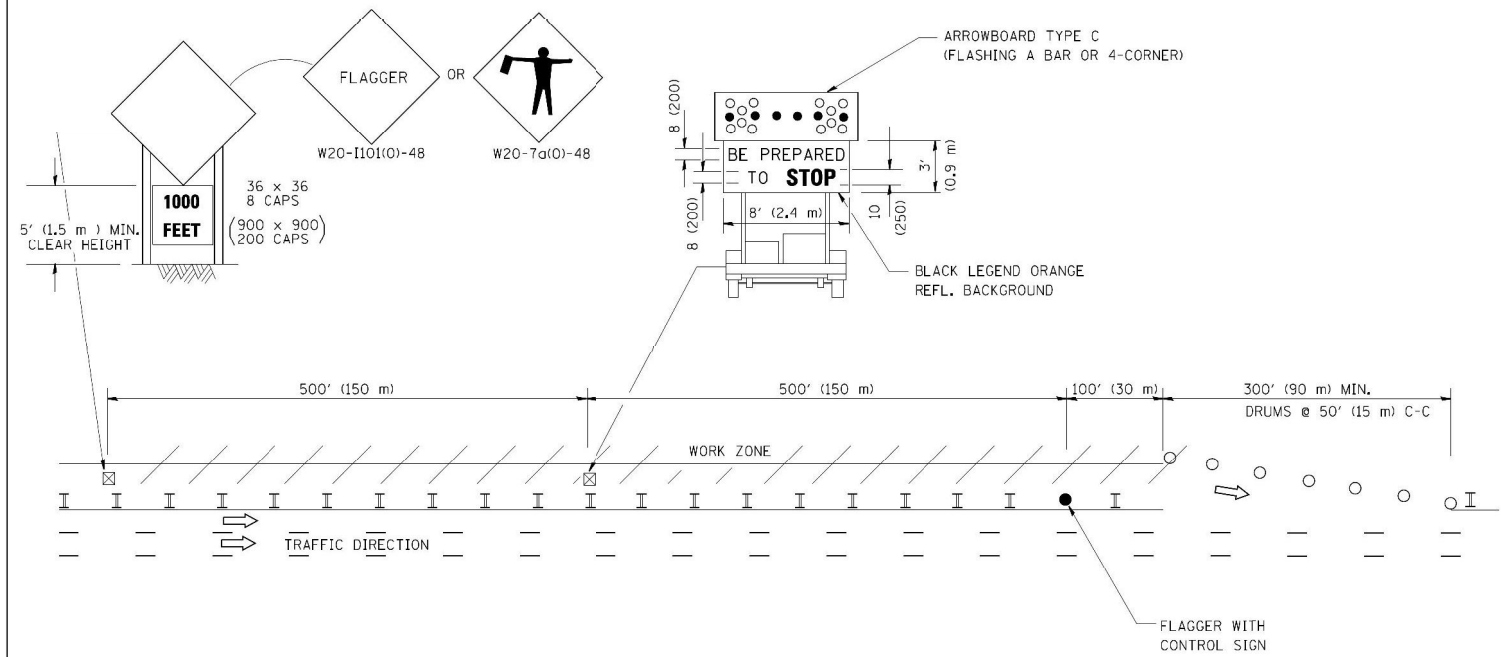 FLAGGER
OR
W20-I101(O)-48
W20-7a(O)-48
1000
FEET
36 x 36
8 CAPS
(900 x 900)
200 CAPS
5' (1.5 m ) MIN.
CLEAR HEIGHT
ARROWBOARD TYPE C
(FLASHING A BAR OR 4-CORNER)
8 (200)
BE PREPARED
TO STOP
3'
(0.9 m)
8 (200)
8' (2.4 m)
10
(250)
BLACK LEGEND ORANGE
REFL. BACKGROUND
500' (150 m)
500' (150 m)
100' (30 m)
300' (90 m) MIN.
DRUMS @ 50' (15 m) C-C
WORK ZONE
TRAFFIC DIRECTION
FLAGGER WITH
CONTROL SIGN